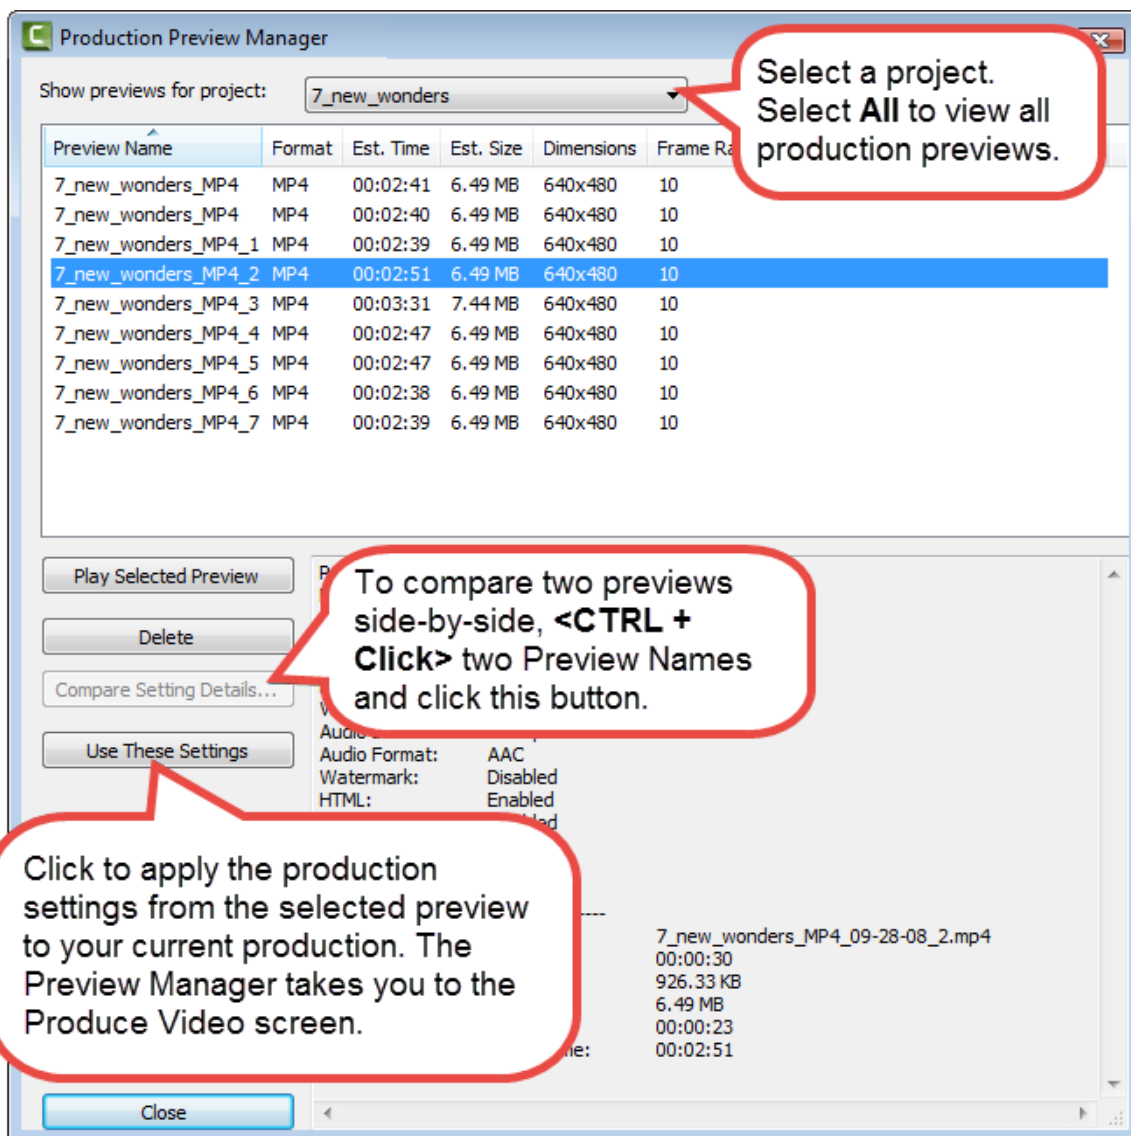 Production Preview Manager
Show previews for project: 7_new_wonders
Select a project.
Select All to view all
production previews.
Preview Name Format Est. Time Est. Size Dimensions Frame
7_new_wonders_MP4 MP4 00:02:41 6.49 MB 640x480 10
7_new_wonders_MP4 MP4 00:02:40 6.49 MB 640x480 10
7_new_wonders_MP4_1 MP4 00:02:39 6.49 MB 640x480 10
7_new_wonders_MP4_2 MP4 00:02:51 6.49 MB 640x480 10
7_new_wonders_MP4_3 MP4 00:03:31 7.44 MB 640x480 10
7_new_wonders_MP4_4 MP4 00:02:47 6.49 MB 640x480 10
7_new_wonders_MP4_5 MP4 00:02:47 6.49 MB 640x480 10
7_new_wonders_MP4_6 MP4 00:02:38 6.49 MB 640x480 10
7_new_wonders_MP4_7 MP4 00:02:39 6.49 MB 640x480 10
Play Selected Preview
Delete
Compare Setting Details...
Use These Settings
To compare two previews
side-by-side, <CTRL +
Click> two Preview Names
and click this button.
Audio
Audio Format: AAC
Watermark: Disabled
HTML: Enabled
Click to apply the production
settings from the selected preview
to your current production. The
Preview Manager takes you to the
Produce Video screen.
7_new_wonders_MP4_09-28-08_2.mp4
00:00:30
926.33 KB
6.49 MB
00:00:23
00:02:51
Close